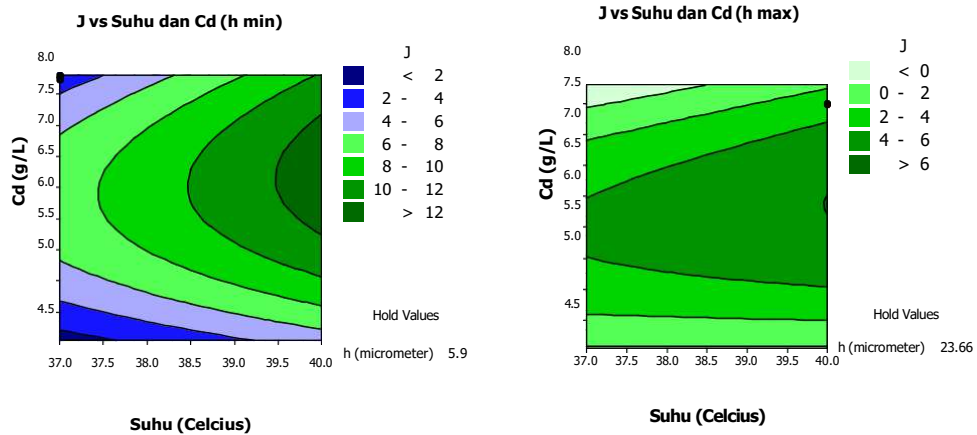 J vs Suhu dan Cd (h min)
J
< 2
2 - 4
4 - 6
6 - 8
8 - 10
10 - 12
> 12
8.0
7.5
7.0
6.5
6.0
5.5
5.0
4.5
Cd (g/L)
37.0 37.5 38.0 38.5 39.1 39.5 40.0
Suhu (Celcius)
Hold Values
h (micrometer) 5.9
J vs Suhu dan Cd (h max)
J
< 0
0 - 2
2 - 4
4 - 6
> 6
8.0
7.5
7.0
6.5
6.0
5.5
5.0
4.5
Cd (g/L)
37.0 37.5 38.0 38.5 39.0 39.5 40.0
Suhu (Celcius)
Hold Values
h (micrometer) 23.66